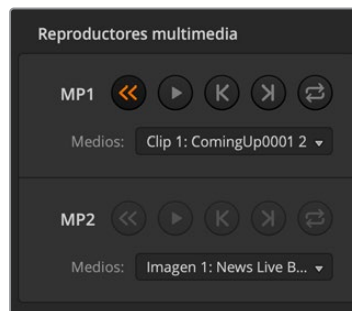 Reproductores multimedia
MP1
Medios: Clip 1: ComingUp0001 2
MP2
Medios: Imagen 1: News Live B...